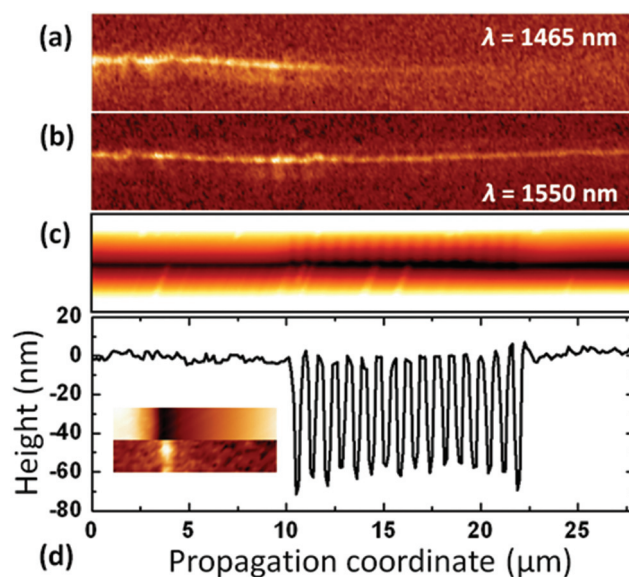 (a)
λ = 1465 nm
(b)
λ = 1550 nm
(c)
20
0
-20
-40
-60
-80
Height (nm)
0 5 10 15 20 25
(d) Propagation coordinate (μm)